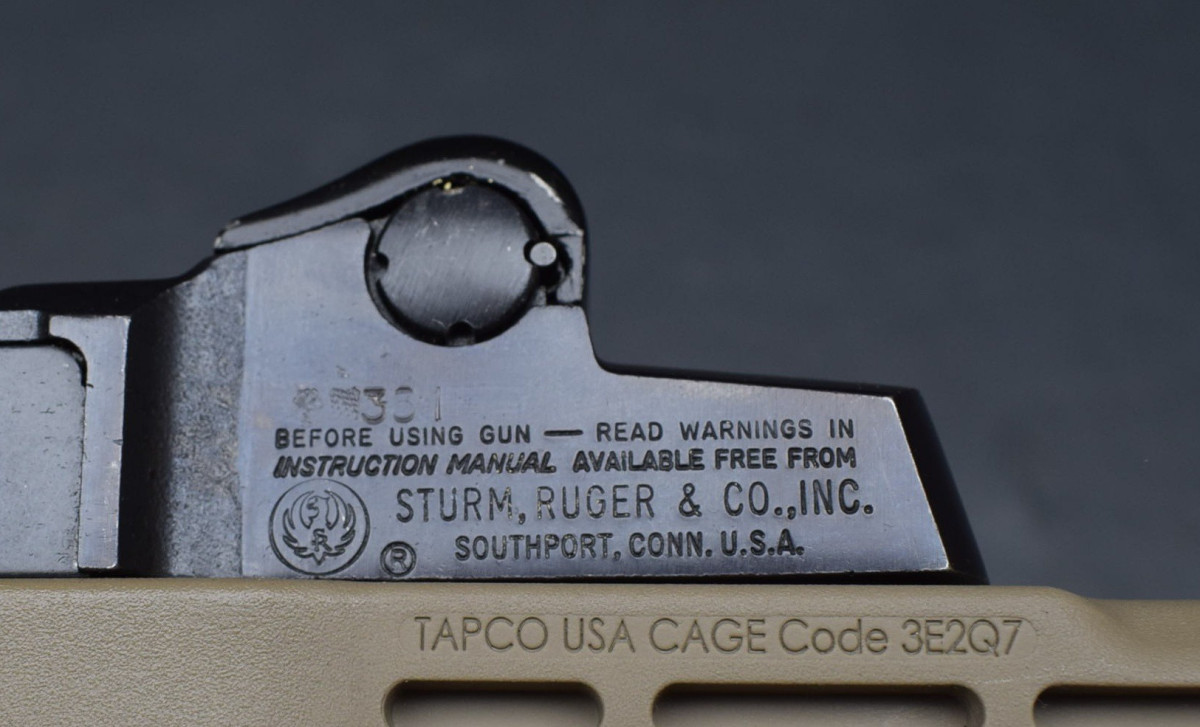 BEFORE USING GUN — READ WARNINGS IN
INSTRUCTION MANUAL AVAILABLE FREE FROM
STURM, RUGER & CO., INC.
®
SOUTHPORT, CONN. U.S.A.
TAPCO USA CAGE Code 3E2Q7